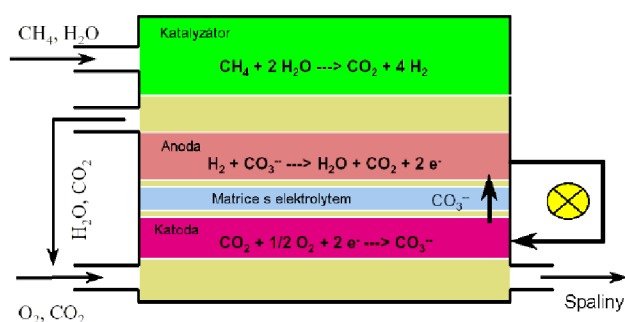 CH₄, H₂O
Katalyzátor
CH₄ + 2 H₂O ---> CO₂ + 4 H₂
Anoda
H₂ + CO₃⁻⁻ ---> H₂O + CO₂ + 2 e⁻
H₂O, CO₂
Matrice s elektrolytem
CO₃⁻⁻
Katoda
CO₂ + 1/2 O₂ + 2 e⁻ ---> CO₃⁻⁻
O₂, CO₂
Spaliny